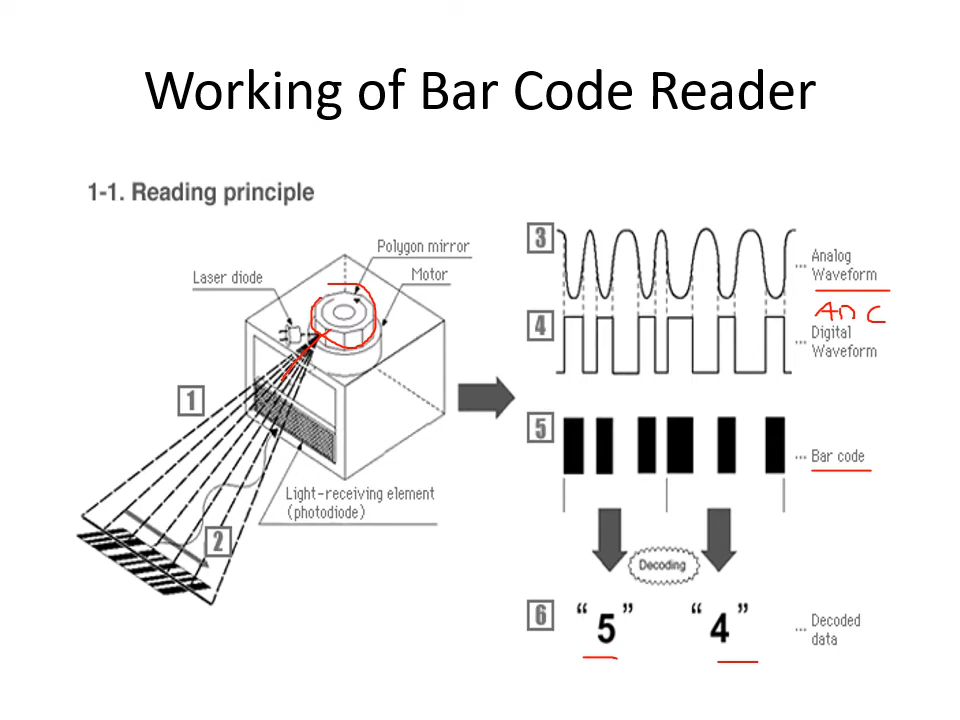 Working of Bar Code Reader
1-1. Reading principle
Polygon mirror
Laser diode
Motor
1
2
Light-receiving element
(photodiode)
3
... Analog
Waveform
ADC
4
... Digital
Waveform
5
... Bar code
Decoding
6
“5” “4”
... Decoded
data